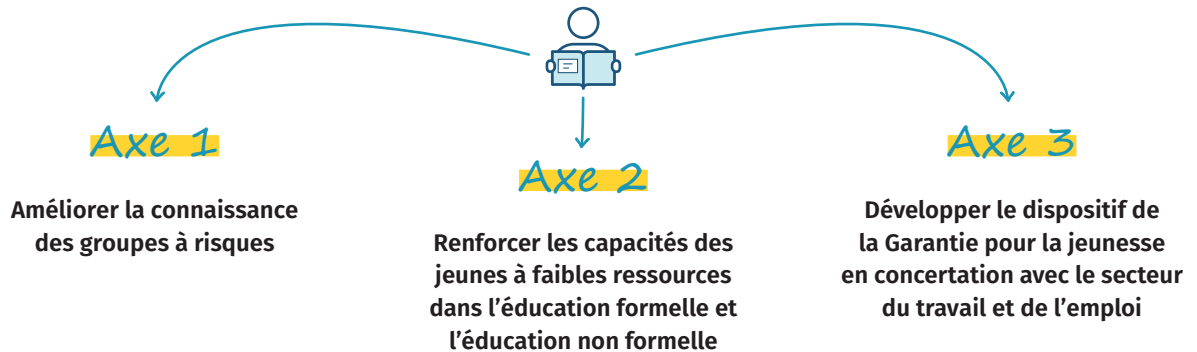 Axe 1
Améliorer la connaissance
des groupes à risques
Axe 2
Renforcer les capacités des
jeunes à faibles ressources
dans l’éducation formelle et
l’éducation non formelle
Axe 3
Développer le dispositif de
la Garantie pour la jeunesse
en concertation avec le secteur
du travail et de l’emploi